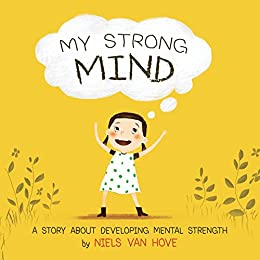 MY STRONG
MIND
A STORY ABOUT DEVELOPING MENTAL STRENGTH
by NIELS VAN HOVE